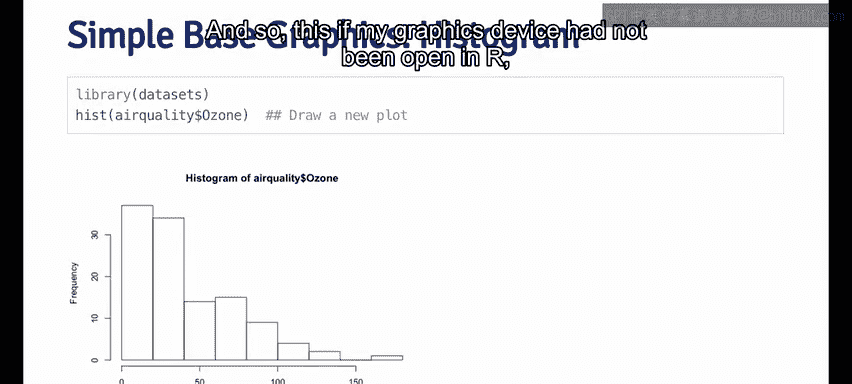 Simple Base Graphics: Histogram
And so, this if my graphics device had not
been open in R,
library(datasets)
hist(airquality$Ozone)  ## Draw a new plot
Histogram of airquality$Ozone
Frequency
30
20
10
0
0 50 100 150